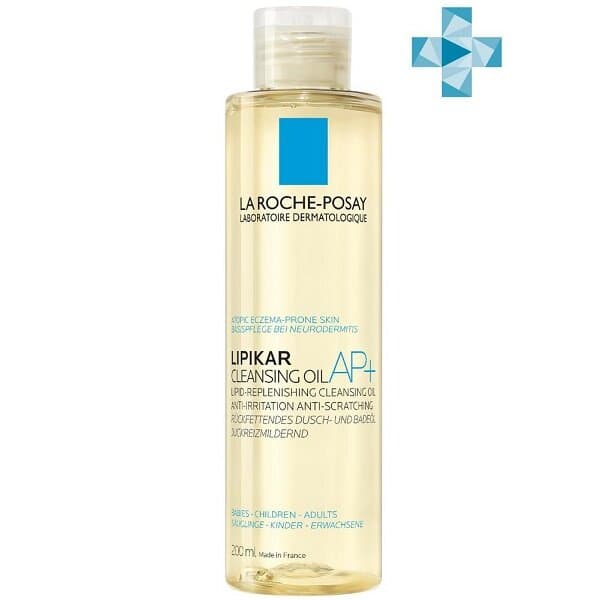 LA ROCHE-POSAY
LABORATOIRE DERMATOLOGIQUE
ATOPIC ECZEMA-PRONE SKIN
BASISPFLEGE BEI NEURODERMITIS
LIPIKAR
CLEANSING OIL AP+
LIPID-REPLENISHING CLEANSING OIL
ANTI-IRRITATION ANTI-SCRATCHING
RÜCKFETTENDES DUSCH- UND BADEÖL
JUCKREIZMILDERND
BABIES - CHILDREN - ADULTS
SÄUGLINGE - KINDER - ERWACHSENE
200 ml. Made in France